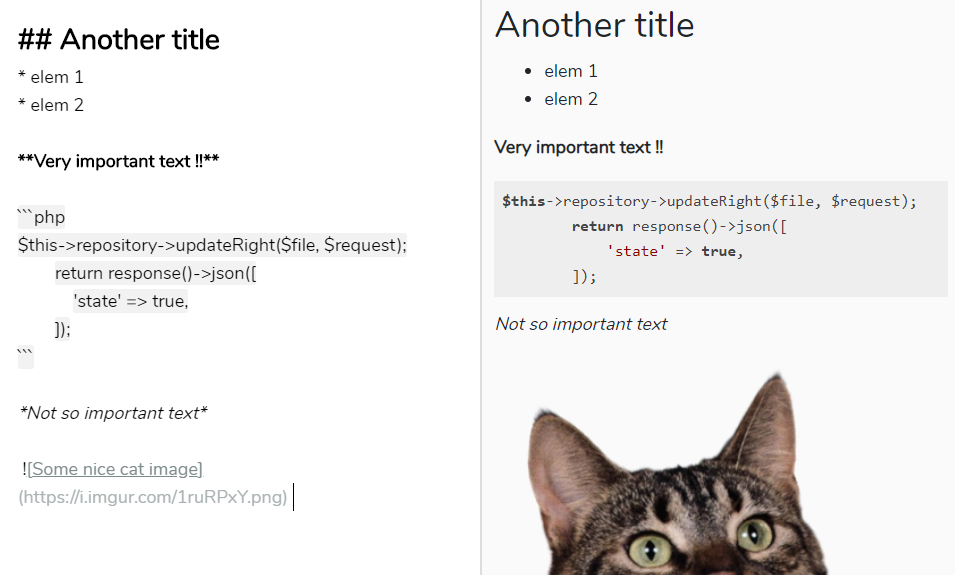 ## Another title
* elem 1
* elem 2
**Very important text !!**
```php
$this->repository->updateRight($file, $request);
return response()->json([
'state' => true,
]);
```
*Not so important text*
![Some nice cat image]
(https://i.imgur.com/1ruRPxY.png)
Another title
• elem 1
• elem 2
Very important text !!
$this->repository->updateRight($file, $request);
return response()->json([
'state' => true,
]);
Not so important text